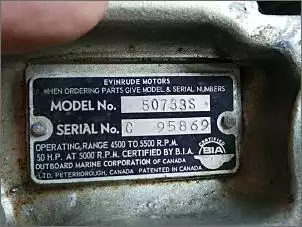 EVINRUDE MOTORS
WHEN ORDERING PARTS GIVE MODEL & SERIAL NUMBERS
MODEL No. 50733S
SERIAL No. C 95869
OPERATING, RANGE 4500 TO 5500 R.P.M.
50 H.P. AT 5000 R.P.M. CERTIFIED BY B.I.A.
OUTBOARD MARINE CORPORATION OF CANADA
LTD. PETERBOROUGH, CANADA PATENTED IN CANADA
CERTIFIED
BIA